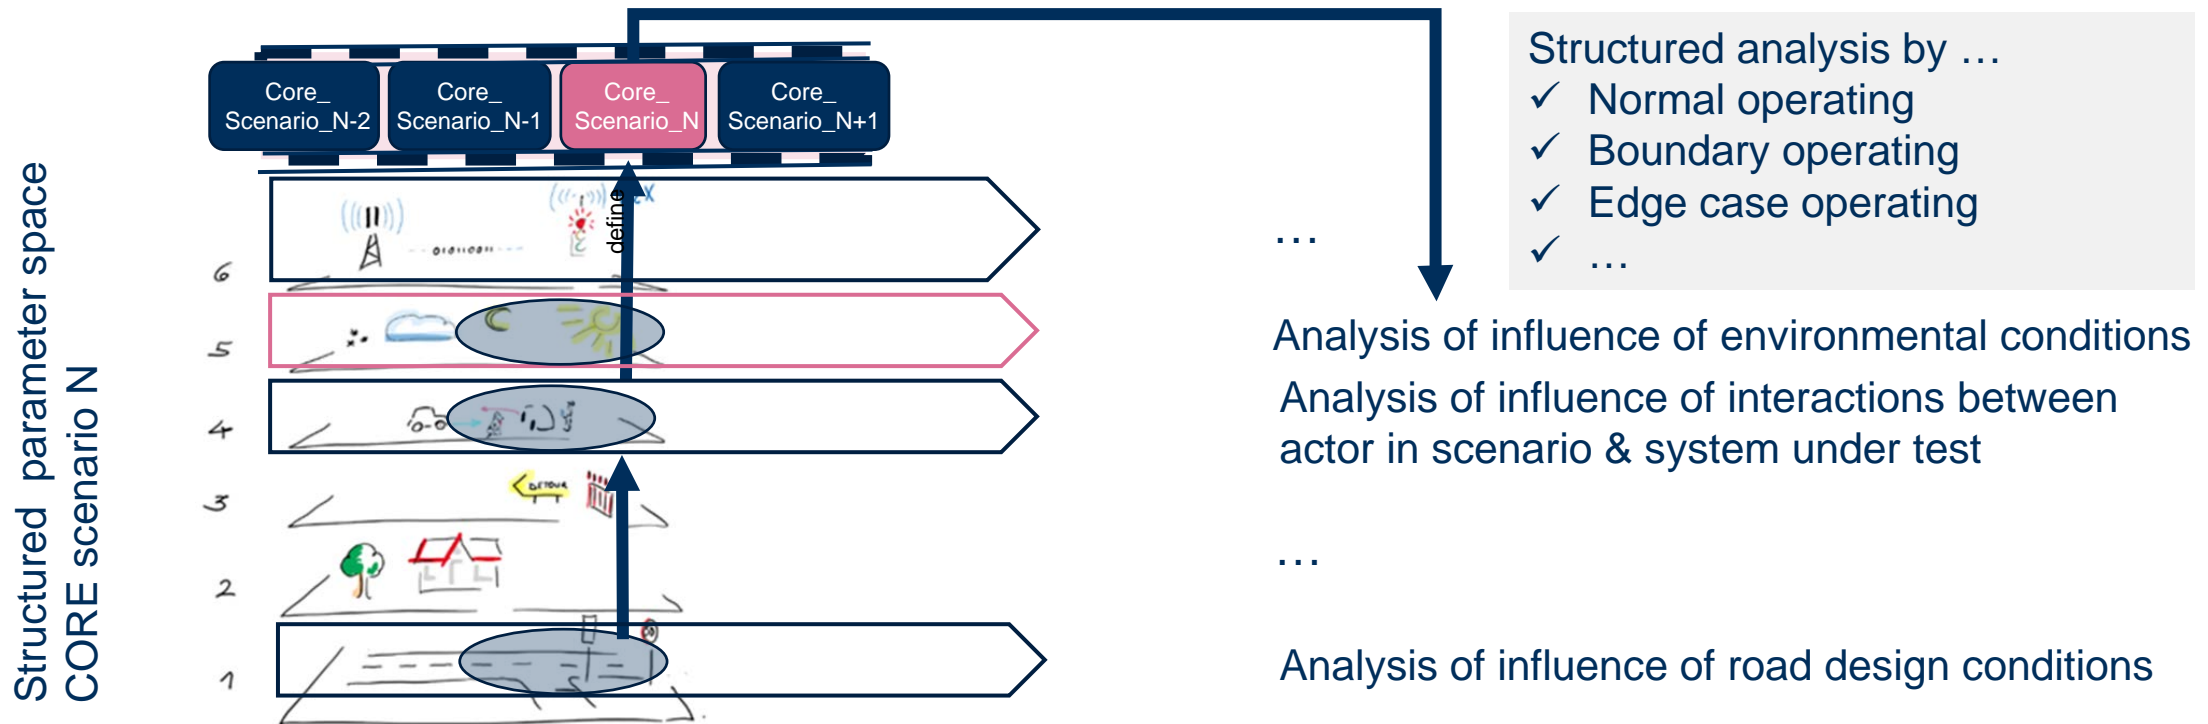 Structured parameter space
CORE scenario N
Core_
Scenario_N-2
Core_
Scenario_N-1
Core_
Scenario_N
Core_
Scenario_N+1
define
6
010110011
5
4
3
DETOUR
2
1
Structured analysis by …
✓ Normal operating
✓ Boundary operating
✓ Edge case operating
✓ …
…
Analysis of influence of environmental conditions
Analysis of influence of interactions between
actor in scenario & system under test
…
Analysis of influence of road design conditions